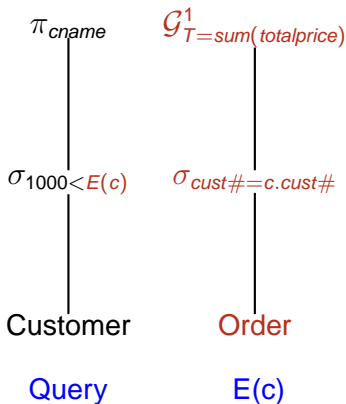 π_cname 𝒢¹_T=sum(totalprice)
σ_1000<E(c) σ_cust#=c.cust#
Customer Order
Query E(c)